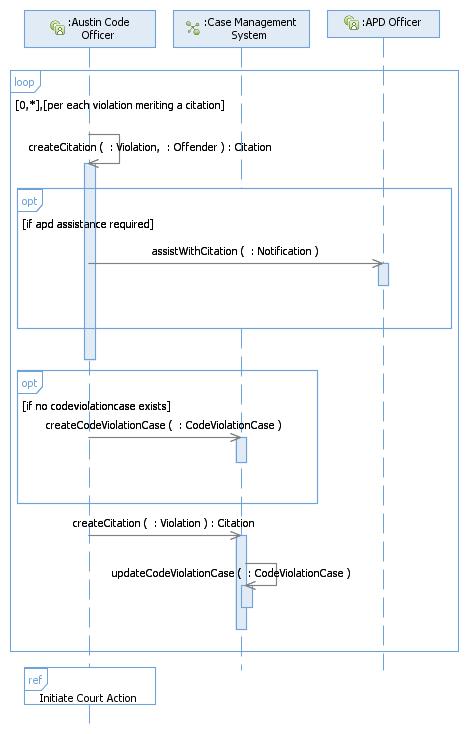 :Austin Code
Officer
:Case Management
System
:APD Officer
loop
[0,*],[per each violation meriting a citation]
createCitation ( : Violation, : Offender ) : Citation
opt
[if apd assistance required]
assistWithCitation ( : Notification )
opt
[if no codeviolationcase exists]
createCodeViolationCase ( : CodeViolationCase )
createCitation ( : Violation ) : Citation
updateCodeViolationCase ( : CodeViolationCase )
ref
Initiate Court Action